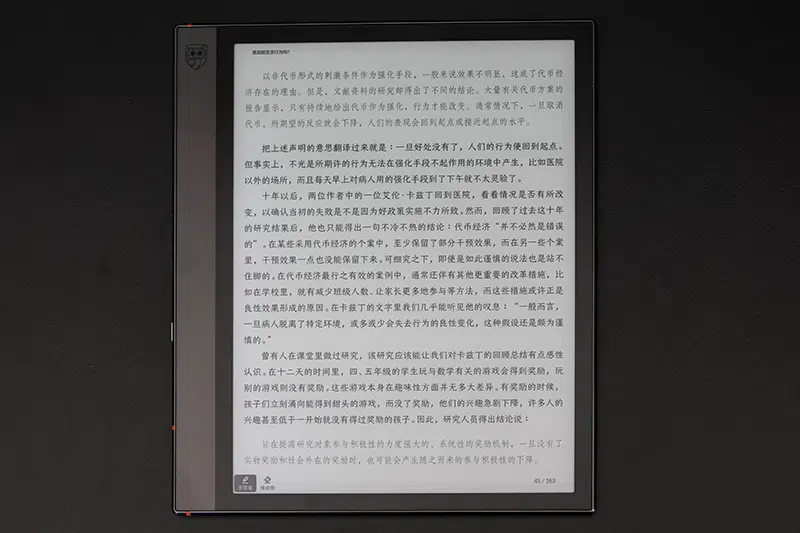 奖励能改变行为吗?
以非代币形式的刺激条件作为强化手段，一般来说效果不明显，这成了代币经
济存在的理由。但是，文献资料的研究却得出了不同的结论。大量有关代币方案的
报告显示，只有持续地给出代币作为强化，行为才能改变。通常情况下，一旦取消
代币，所期望的反应就会下降，人们的表现会回到起点或接近起点的水平。
把上述声明的意思翻译过来就是：一旦好处没有了，人们的行为便回到起点。
但事实上，不光是所期许的行为无法在强化手段不起作用的环境中产生，比如医院
以外的场所，而且每天早上对病人用的强化手段到了下午就不太灵验了。
十年以后，两位作者中的一位艾伦·卡兹丁回到医院，看看情况是否有所改
变，以确认当初的失败是不是因为好政策实施不力所致。然而，回顾了过去这十年
的研究结果后，他也只能得出一句不冷不热的结论：代币经济“并不必然是错误
的”。在某些采用代币经济的个案中，至少保留了部分干预效果，而在另一些个案
里，干预效果一点也没能保留下来。可细究之下，即使是如此谨慎的说法也是站不
住脚的。在代币经济最行之有效的案例中，通常还伴有其他更重要的改革措施，比
如在学校里，就有减少班级人数、让家长更多地参与等方法，而这些措施或许正是
良性效果形成的原因。在卡兹丁的文字里我们几乎能听见他的叹息：“一般而言，
一旦病人脱离了特定环境，或多或少会失去行为的良性变化，这种假设还是颇为谨
慎的。”
曾有人在课堂里做过研究，该研究应该能让我们对卡兹丁的回顾总结有点感性
认识。在十二天的时间里，四、五年级的学生玩与数学有关的游戏会得到奖励，玩
别的游戏则没有奖励。这些游戏本身在趣味性方面并无多大差异。有奖励的时候，
孩子们立刻涌向能得到甜头的游戏，而没了奖励，他们的兴趣急剧下降，许多人的
兴趣甚至低于一开始就没有得过奖励的孩子。因此，研究人员得出结论说：
旨在提高研究对象参与积极性的力度强大的、系统性的奖励机制，一旦没有了
实物奖励和社会外在的奖励时，也可能会产生随之而来的参与积极性的下降。
45 / 263